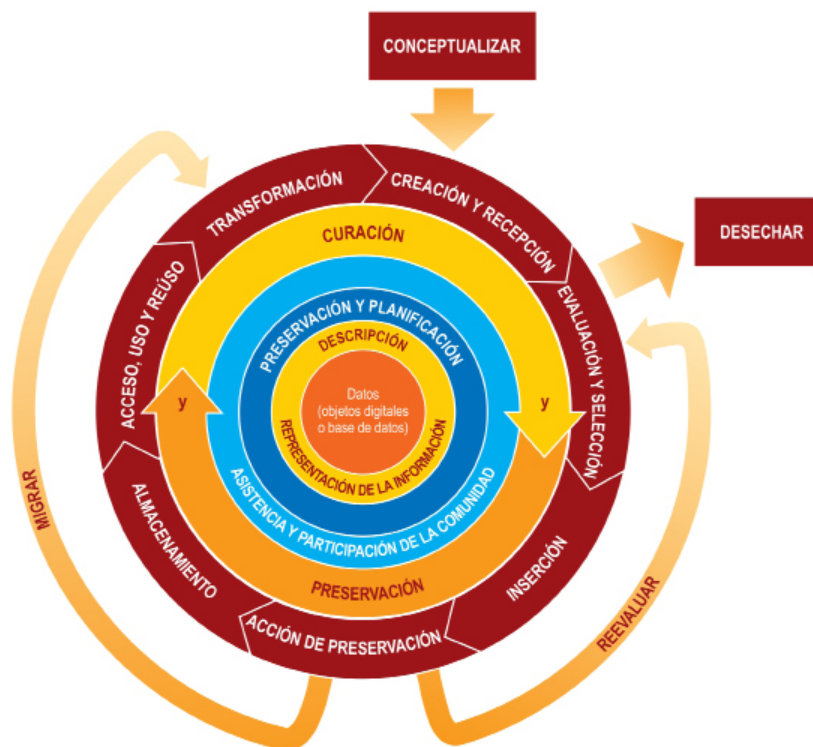 CONCEPTUALIZAR
DESECHAR
TRANSFORMACIÓN
CREACIÓN Y RECEPCIÓN
EVALUACIÓN Y SELECCIÓN
INSERCIÓN
ACCIÓN DE PRESERVACIÓN
ALMACENAMIENTO
ACCESO, USO Y REÚSO
CURACIÓN
y
PRESERVACIÓN
y
ASISTENCIA Y PARTICIPACIÓN DE LA COMUNIDAD
PRESERVACIÓN Y PLANIFICACIÓN
DESCRIPCIÓN
REPRESENTACIÓN DE LA INFORMACIÓN
Datos
(objetos digitales
o base de datos)
MIGRAR
REEVALUAR